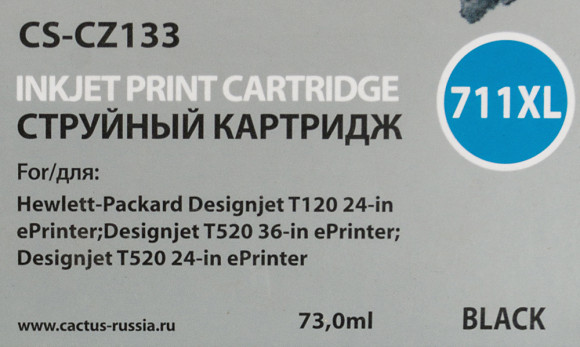 CS-CZ133
INKJET PRINT CARTRIDGE
711XL
СТРУЙНЫЙ КАРТРИДЖ
For/для:
Hewlett-Packard Designjet T120 24-in
ePrinter;Designjet T520 36-in ePrinter;
Designjet T520 24-in ePrinter
www.cactus-russia.ru 73,0ml BLACK